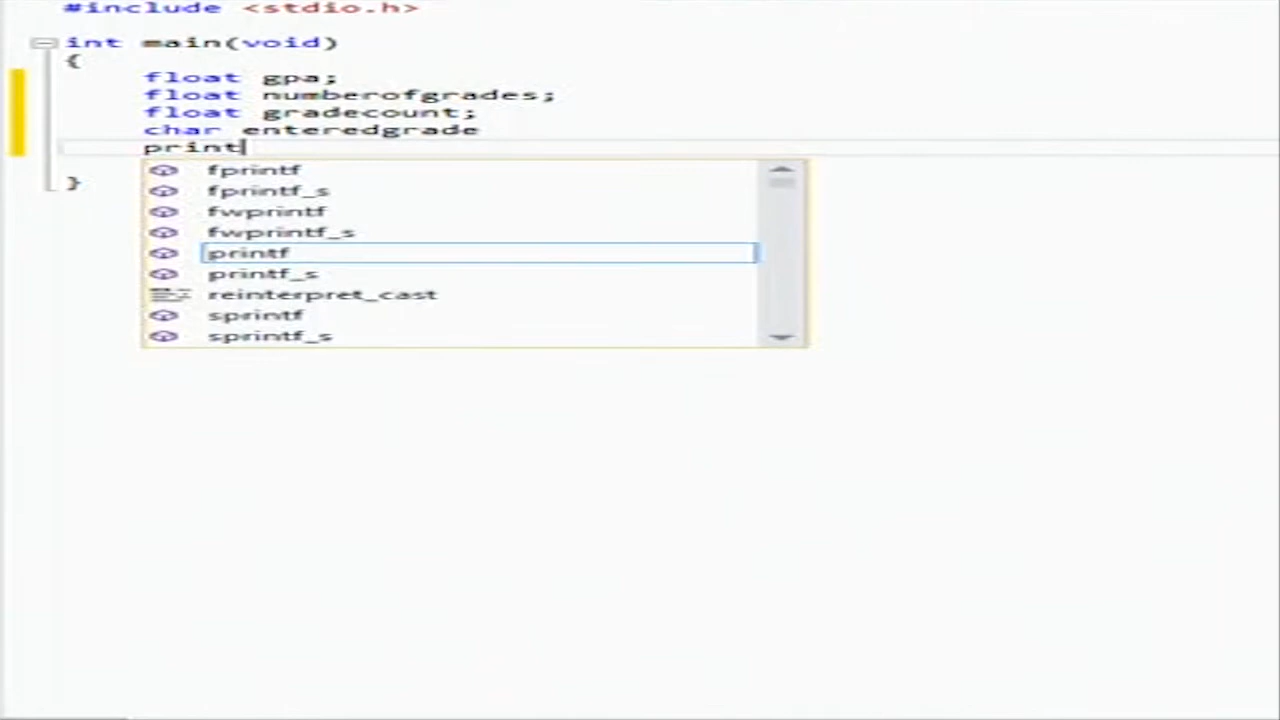 #include <stdio.h>
int main(void)
{
float gpa;
float numberofgrades;
float gradecount;
char enteredgrade
print
fprintf
}
fprintf_s
fwprintf
fwprintf_s
printf
printf_s
reinterpret_cast
sprintf
sprintf_s